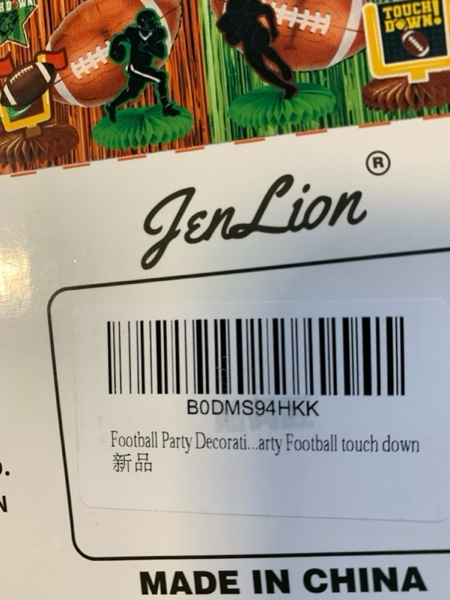 TOUCH!
DOWN!
JenLion®
B0DMS94HKK
Football Party Decorati...arty Football touch down
新品
N
MADE IN CHINA